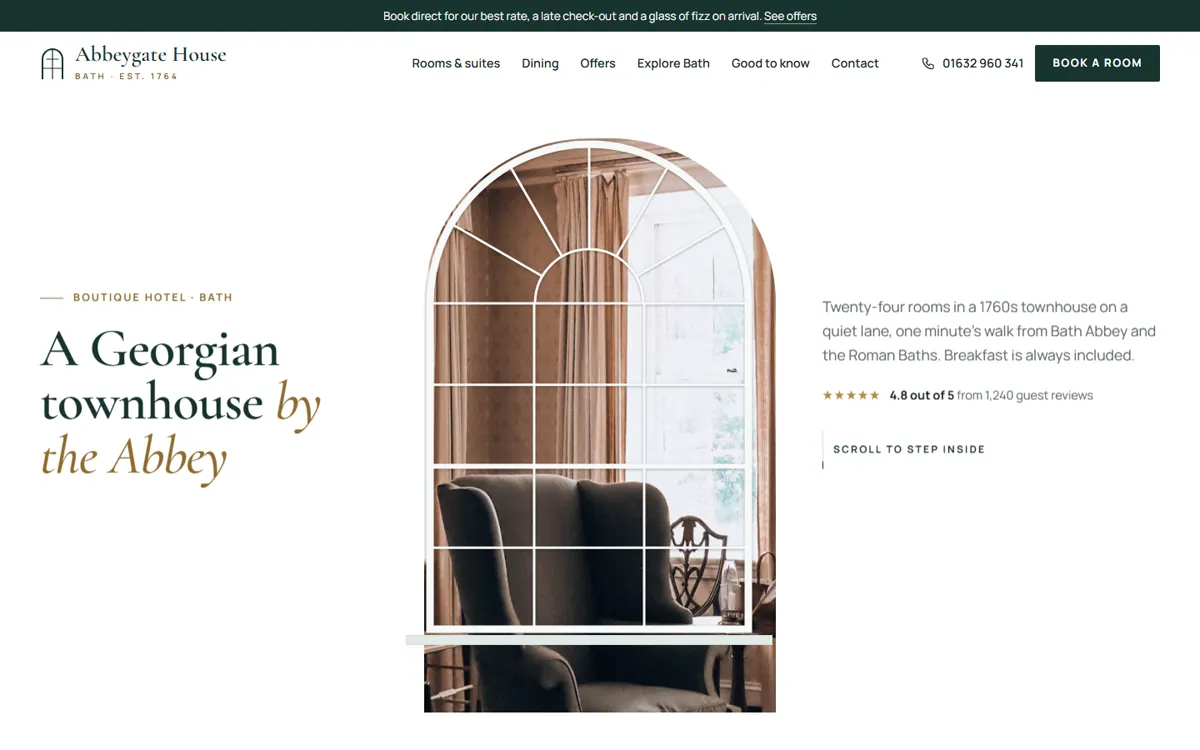 Book direct for our best rate, a late check-out and a glass of fizz on arrival. See offers
Abbeygate House
BATH · EST. 1764
Rooms & suites
Dining
Offers
Explore Bath
Good to know
Contact
01632 960 341
BOOK A ROOM
BOUTIQUE HOTEL · BATH
A Georgian
townhouse by
the Abbey
Twenty-four rooms in a 1760s townhouse on a
quiet lane, one minute's walk from Bath Abbey and
the Roman Baths. Breakfast is always included.
★★★★★ 4.8 out of 5 from 1,240 guest reviews
SCROLL TO STEP INSIDE